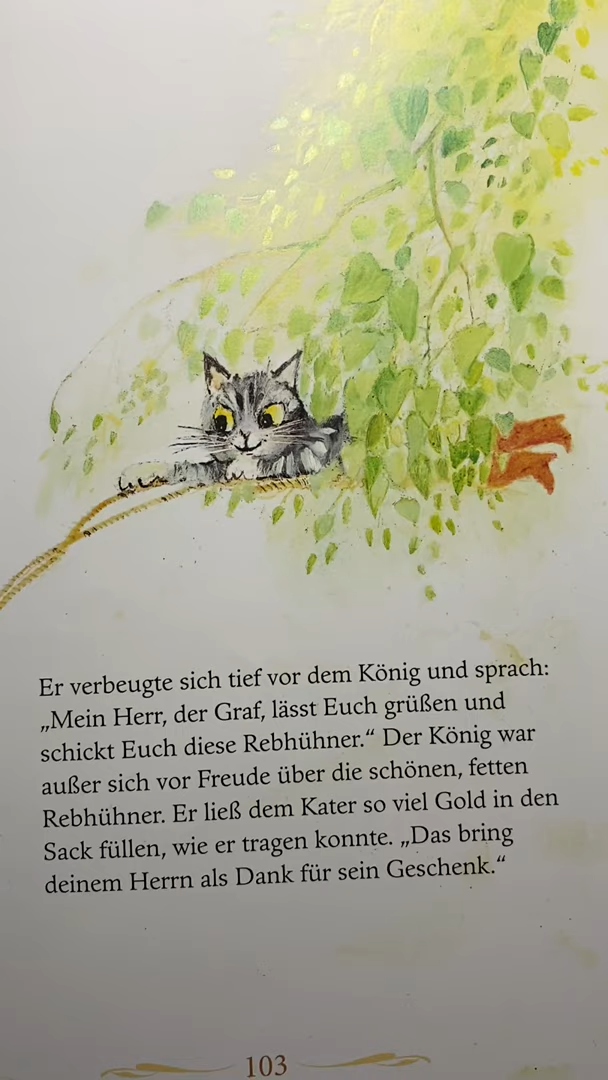 Er verbeugte sich tief vor dem König und sprach:
„Mein Herr, der Graf, lässt Euch grüßen und
schickt Euch diese Rebhühner.“ Der König war
außer sich vor Freude über die schönen, fetten
Rebhühner. Er ließ dem Kater so viel Gold in den
Sack füllen, wie er tragen konnte. „Das bring
deinem Herrn als Dank für sein Geschenk.“
103